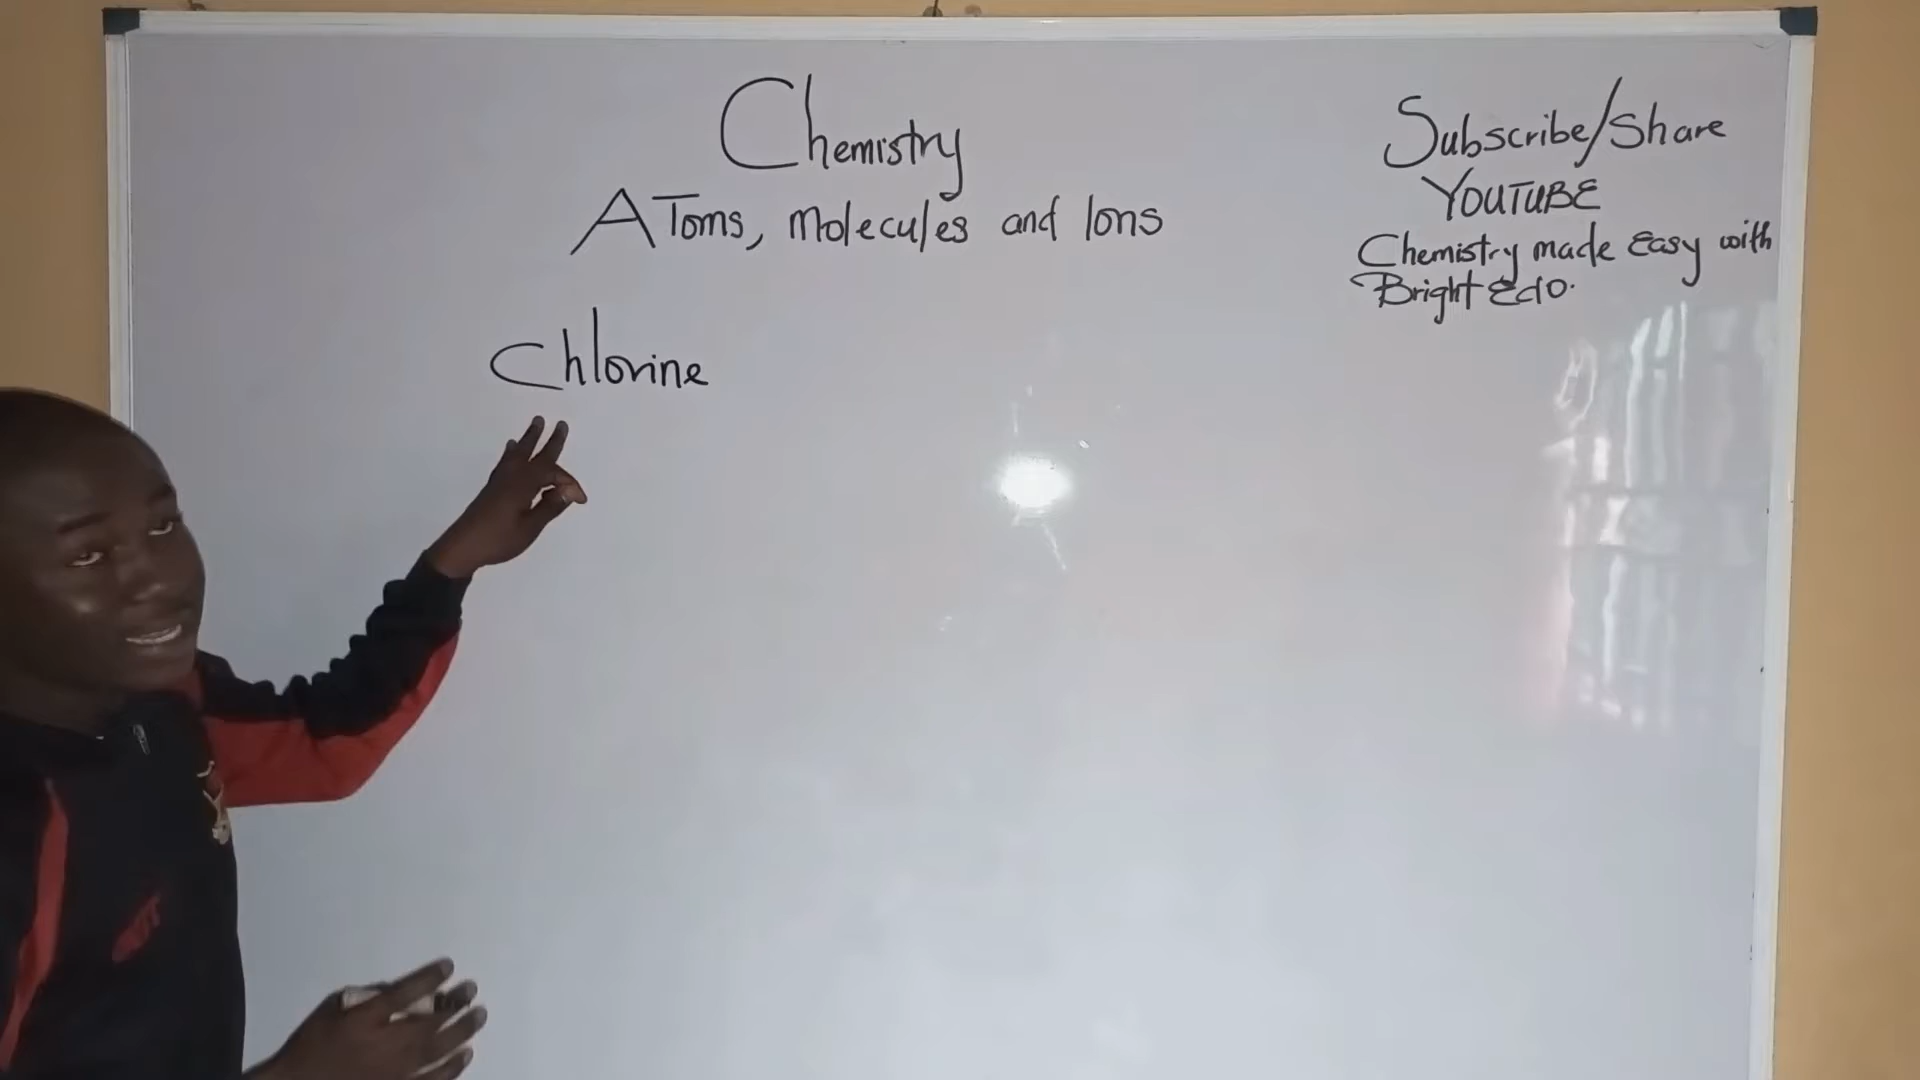 Chemistry
AToms, molecules and Ions
Chlorine
Subscribe/Share
YOUTUBE
Chemistry made Easy with
Bright Edo.